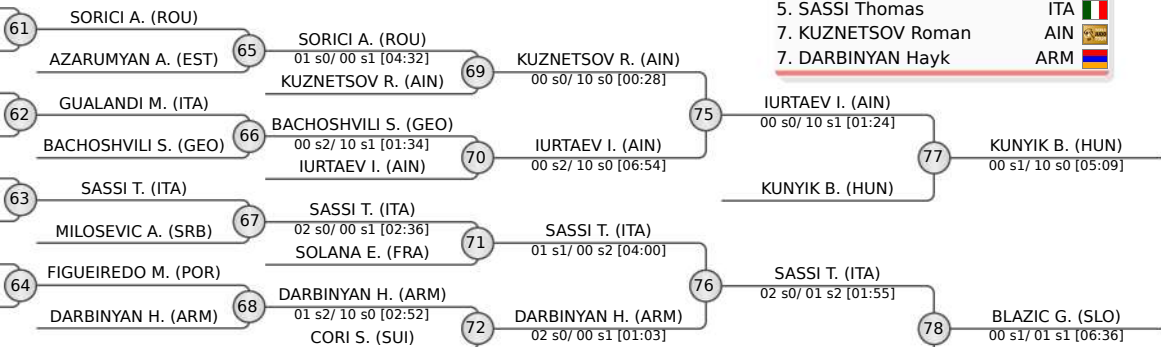 61
SORICI A. (ROU)
AZARUMYAN A. (EST)
65
SORICI A. (ROU)
01 s0/ 00 s1 [04:32]
KUZNETSOV R. (AIN)
69
KUZNETSOV R. (AIN)
00 s0/ 10 s0 [00:28]
62
GUALANDI M. (ITA)
BACHOSHVILI S. (GEO)
66
BACHOSHVILI S. (GEO)
00 s2/ 10 s1 [01:34]
IURTAEV I. (AIN)
70
IURTAEV I. (AIN)
00 s2/ 10 s0 [06:54]
75
IURTAEV I. (AIN)
00 s0/ 10 s1 [01:24]
KUNYIK B. (HUN)
77
KUNYIK B. (HUN)
00 s1/ 10 s0 [05:09]
63
SASSI T. (ITA)
MILOSEVIC A. (SRB)
67
SASSI T. (ITA)
02 s0/ 00 s1 [02:36]
SOLANA E. (FRA)
71
SASSI T. (ITA)
01 s1/ 00 s2 [04:00]
64
FIGUEIREDO M. (POR)
DARBINYAN H. (ARM)
68
DARBINYAN H. (ARM)
01 s2/ 10 s0 [02:52]
CORI S. (SUI)
72
DARBINYAN H. (ARM)
02 s0/ 00 s1 [01:03]
76
SASSI T. (ITA)
02 s0/ 01 s2 [01:55]
78
BLAZIC G. (SLO)
00 s1/ 01 s1 [06:36]
5. SASSI Thomas ITA
7. KUZNETSOV Roman AIN
7. DARBINYAN Hayk ARM